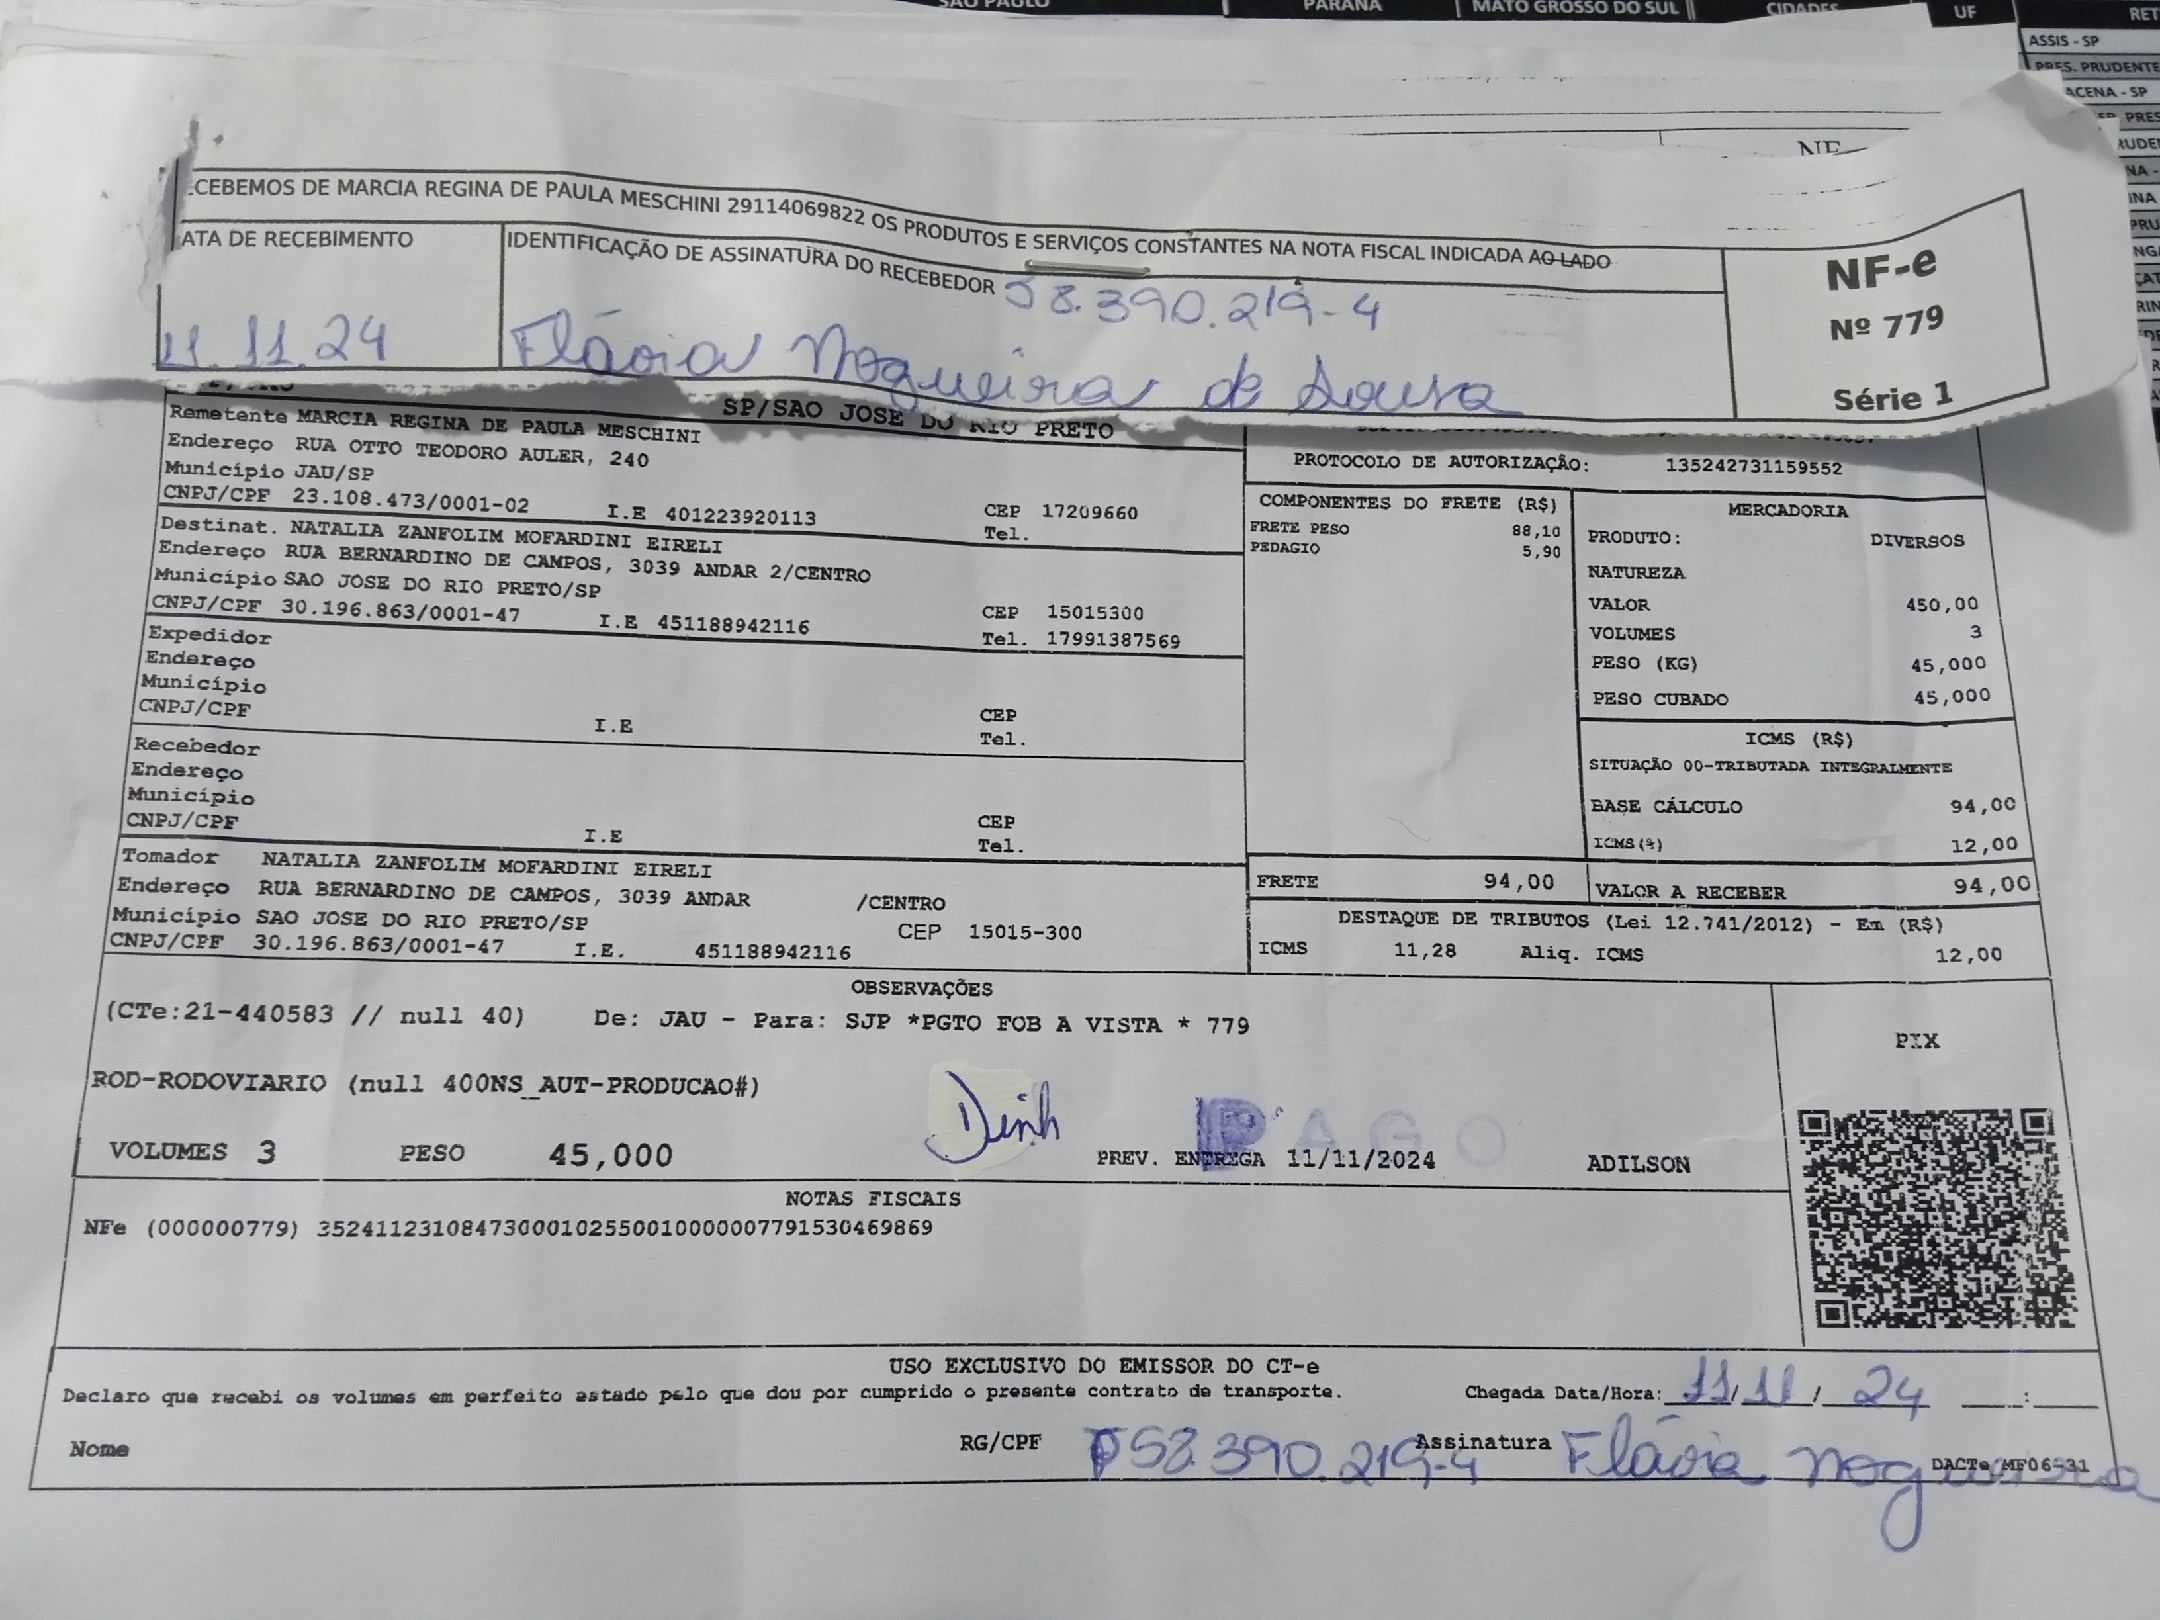 SAO PAULO PARANÁ MATO GROSSO DO SUL CIDADES UF
ASSIS - SP
PRES. PRUDENTE
ACENA - SP
NF
CEBEMOS DE MARCIA REGINA DE PAULA MESCHINI 29114069822 OS PRODUTOS E SERVIÇOS CONSTANTES NA NOTA FISCAL INDICADA AO LADO
ATA DE RECEBIMENTO IDENTIFICAÇÃO DE ASSINATURA DO RECEBEDOR 58.390.219-4
11.11.24 Flávia Nogueira de Sousa
NF-e
Nº 779
Série 1
SP/SAO JOSE DO RIO PRETO
Remetente MARCIA REGINA DE PAULA MESCHINI
Endereço RUA OTTO TEODORO AULER, 240
Município JAU/SP
CNPJ/CPF 23.108.473/0001-02 I.E 401223920113 CEP 17209660
Tel.
Destinat. NATALIA ZANFOLIM MOFARDINI EIRELI
Endereço RUA BERNARDINO DE CAMPOS, 3039 ANDAR 2/CENTRO
Município SAO JOSE DO RIO PRETO/SP
CNPJ/CPF 30.196.863/0001-47 I.E 451188942116 CEP 15015300
Tel. 17991387569
Expedidor
Endereço
Município
CNPJ/CPF I.E CEP
Tel.
Recebedor
Endereço
Município
CNPJ/CPF I.E CEP
Tel.
Tomador NATALIA ZANFOLIM MOFARDINI EIRELI
Endereço RUA BERNARDINO DE CAMPOS, 3039 ANDAR /CENTRO
Município SAO JOSE DO RIO PRETO/SP CEP 15015-300
CNPJ/CPF 30.196.863/0001-47 I.E. 451188942116
PROTOCOLO DE AUTORIZAÇÃO: 135242731159552
COMPONENTES DO FRETE (R$)
FRETE PESO 88,10
PEDAGIO 5,90
MERCADORIA
PRODUTO: DIVERSOS
NATUREZA
VALOR 450,00
VOLUMES 3
PESO (KG) 45,000
PESO CUBADO 45,000
ICMS (R$)
SITUAÇÃO 00-TRIBUTADA INTEGRALMENTE
BASE CÁLCULO 94,00
ICMS(%) 12,00
FRETE 94,00 VALOR A RECEBER 94,00
DESTAQUE DE TRIBUTOS (Lei 12.741/2012) - Em (R$)
ICMS 11,28 Aliq. ICMS 12,00
OBSERVAÇÕES
(CTe:21-440583 // null 40) De: JAU - Para: SJP *PGTO FOB A VISTA * 779
PIX
ROD-RODOVIARIO (null 400NS_AUT-PRODUCAO#)
Dinh PAGO
VOLUMES 3 PESO 45,000 PREV. ENTREGA 11/11/2024 ADILSON
NOTAS FISCAIS
NFe (000000779) 35241123108473000102550010000007791530469869
USO EXCLUSIVO DO EMISSOR DO CT-e
Declaro que recebi os volumes em perfeito estado pelo que dou por cumprido o presente contrato de transporte. Chegada Data/Hora: 11/11/24 :
Nome RG/CPF 58.390.219-4 Assinatura Flávia Nogueira
DACTe MF06